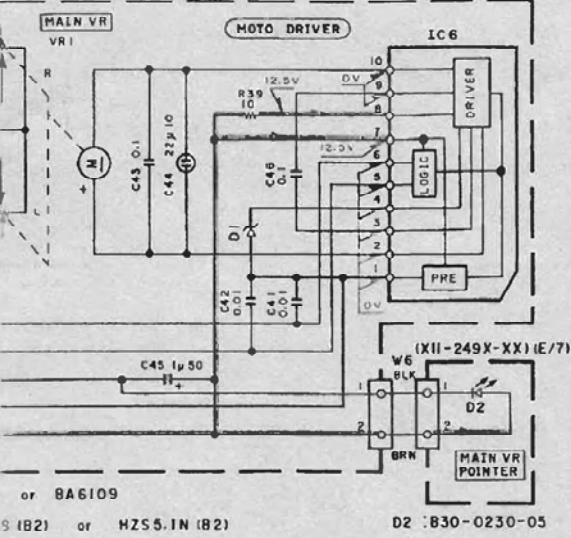 MAIN VR
VR1
MOTO DRIVER
IC6
R
M
+
C43 0.1
C44 22μ10
R39
10
12.5V
0V
12.5V
C46
0.1
D1
C42
0.01
C41
0.01
0V
10
9
8
7
6
5
4
3
2
1
DRIVER
LOGIC
PRE
C45 1μ50
+
(X11-249X-XX)(E/7)
W6
BLK
1
1
D2
2
2
BRN
MAIN VR
POINTER
or BA6109
S (B2) or HZS5.1N (B2)
D2 :B30-0230-05